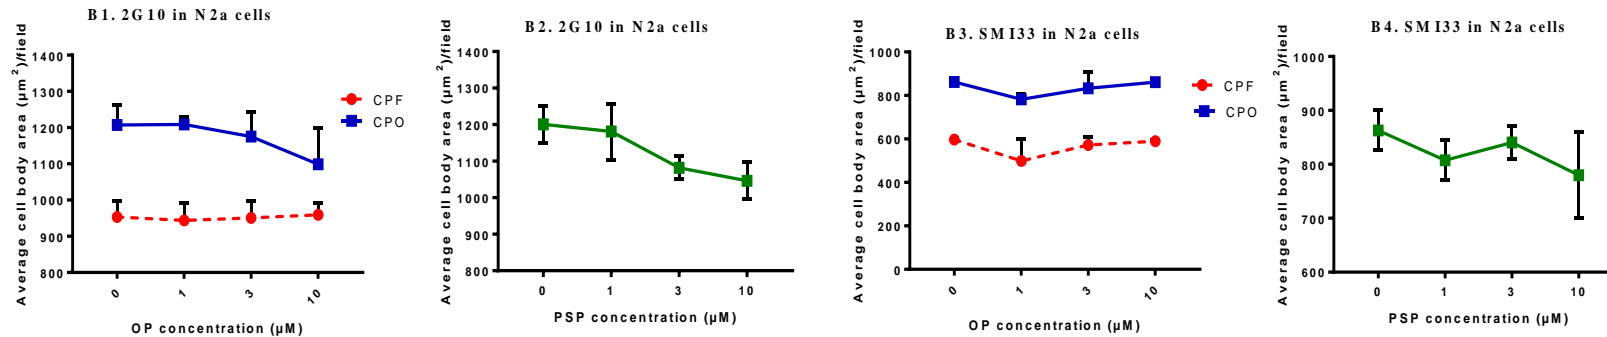 B1. 2G10 in N2a cells
Average cell body area (µm²)/field
1400
1300
1200
1100
1000
900
800
0
1
3
10
OP concentration (µM)
CPF
CPO
B2. 2G10 in N2a cells
Average cell body area (µm²)/field
1400
1300
1200
1100
1000
900
800
0
1
3
10
PSP concentration (µM)
B3. SMI33 in N2a cells
Average cell body area (µm²)/field
1000
800
600
400
200
0
0
1
3
10
OP concentration (µM)
CPF
CPO
B4. SMI33 in N2a cells
Average cell body area (µm²)/field
1000
900
800
700
600
0
1
3
10
PSP concentration (µM)